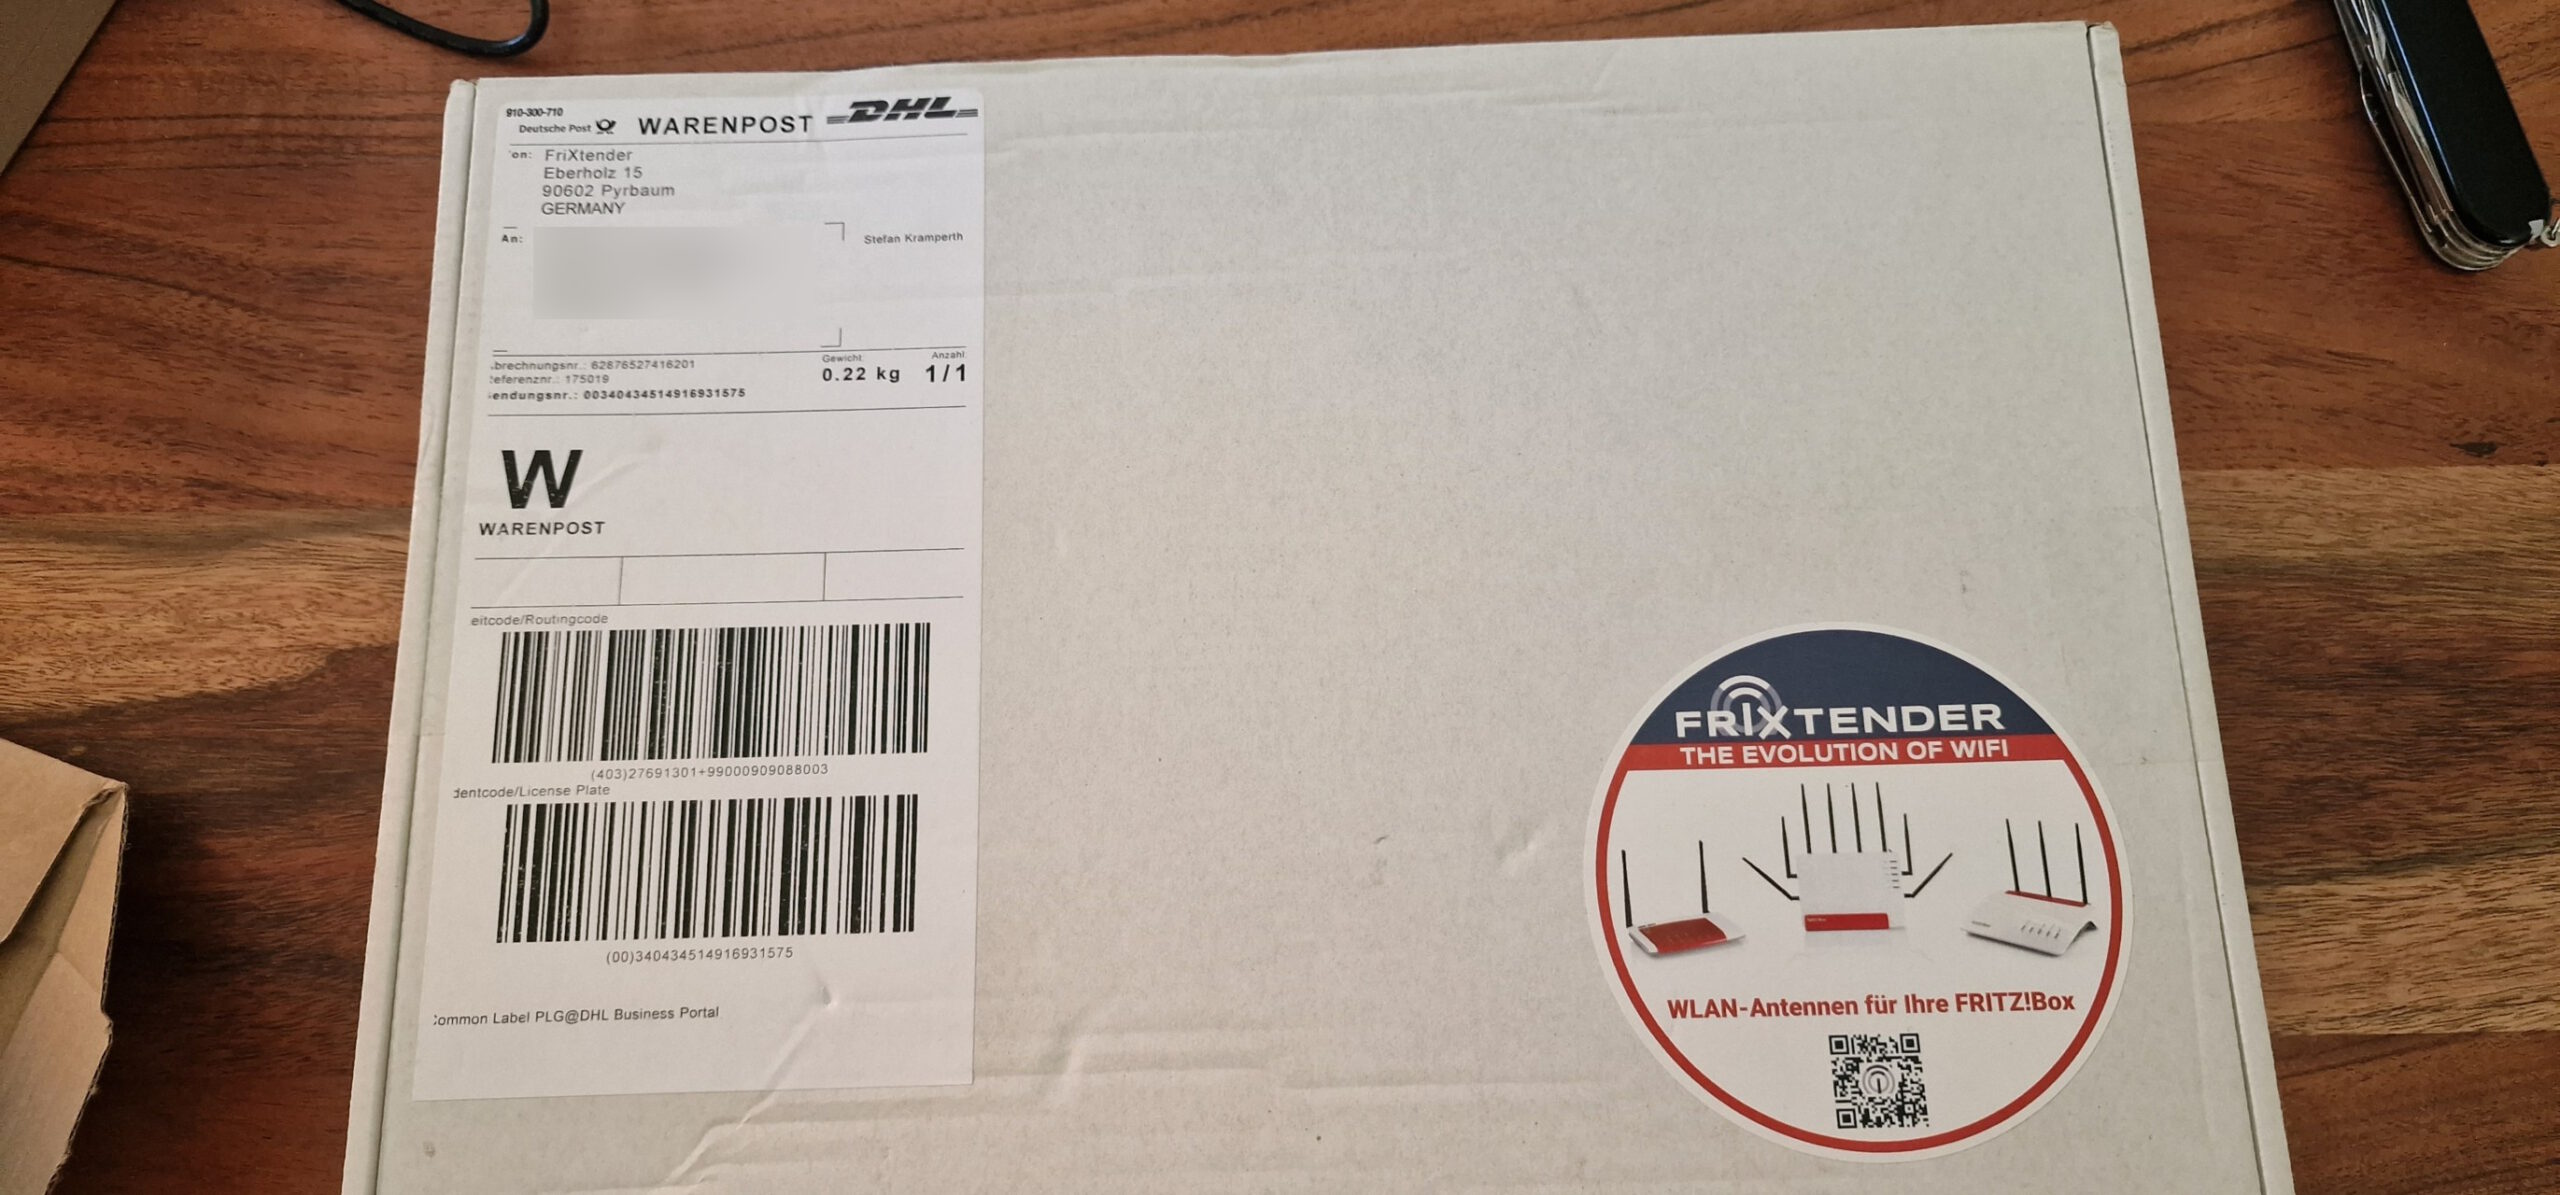 910-300-710
Deutsche Post
WARENPOST
DHL
on: FriXtender
Eberholz 15
90602 Pyrbaum
GERMANY
An:
Stefan Kramperth
brechnungsnr.: 62876527416201
eferenznr.: 175019
endungsnr.: 00340434514916931575
Gewicht:
0.22 kg
Anzahl
1/1
W
WARENPOST
eitcode/Routingcode
(403)27691301+99000909088003
dentcode/License Plate
(00)340434514916931575
Common Label PLG@DHL Business Portal
FRIXTENDER
THE EVOLUTION OF WIFI
WLAN-Antennen für Ihre FRITZ!Box